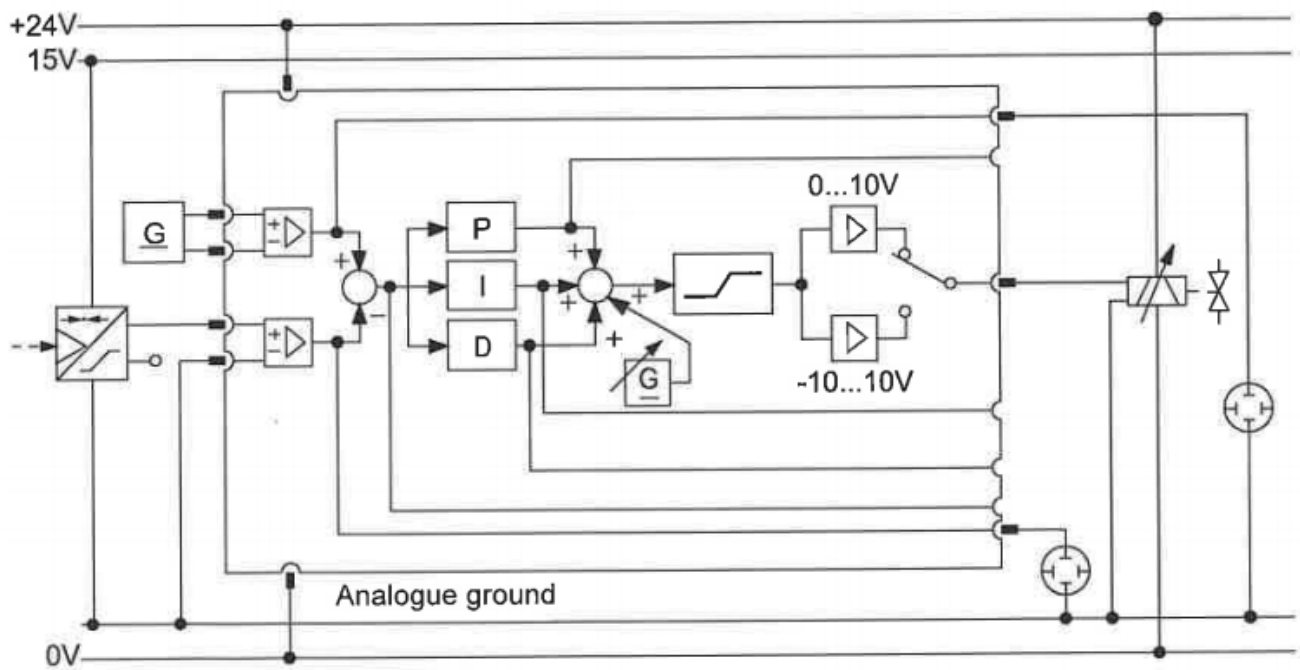 +24V
15V
0...10V
G
P
+
-
+
+
I
+
+
-
+
-
D
+
G
-10...10V
Analogue ground
0V